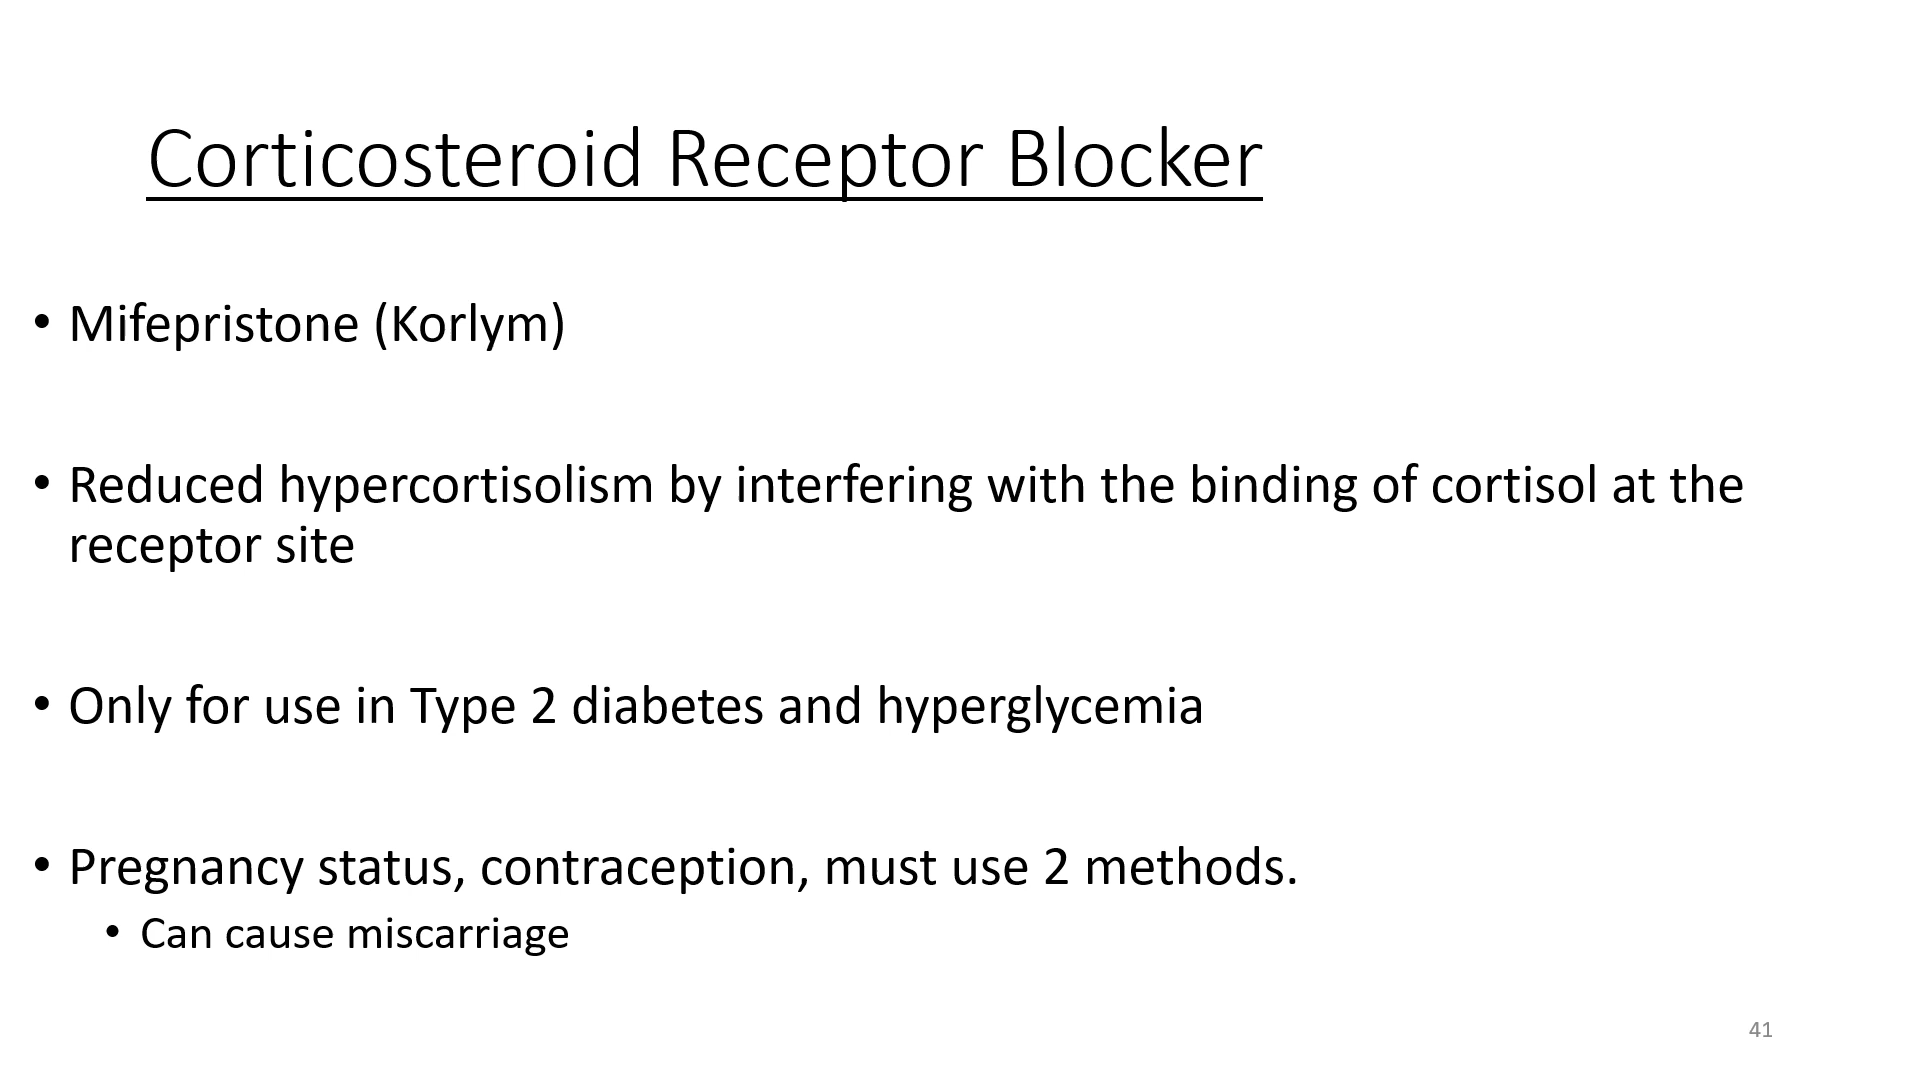 Corticosteroid Receptor Blocker
• Mifepristone (Korlym)
• Reduced hypercortisolism by interfering with the binding of cortisol at the
receptor site
• Only for use in Type 2 diabetes and hyperglycemia
• Pregnancy status, contraception, must use 2 methods.
• Can cause miscarriage
41